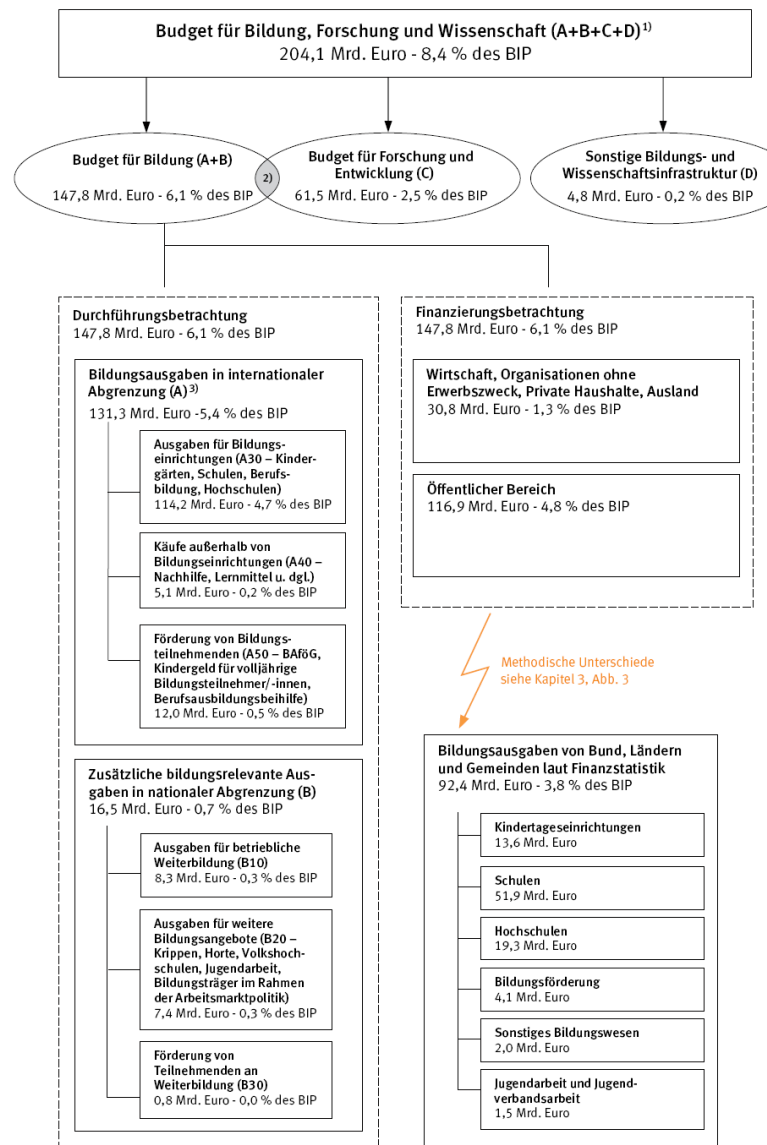 Budget für Bildung, Forschung und Wissenschaft (A+B+C+D)1)
204,1 Mrd. Euro - 8,4 % des BIP
Budget für Bildung (A+B)
147,8 Mrd. Euro - 6,1 % des BIP
2)
Budget für Forschung und
Entwicklung (C)
61,5 Mrd. Euro - 2,5 % des BIP
Sonstige Bildungs- und
Wissenschaftsinfrastruktur (D)
4,8 Mrd. Euro - 0,2 % des BIP
Durchführungsbetrachtung
147,8 Mrd. Euro - 6,1 % des BIP
Bildungsausgaben in internationaler
Abgrenzung (A)3)
131,3 Mrd. Euro -5,4 % des BIP
Ausgaben für Bildungs-
einrichtungen (A30 – Kinder-
gärten, Schulen, Berufs-
bildung, Hochschulen)
114,2 Mrd. Euro - 4,7 % des BIP
Käufe außerhalb von
Bildungseinrichtungen (A40 –
Nachhilfe, Lernmittel u. dgl.)
5,1 Mrd. Euro - 0,2 % des BIP
Förderung von Bildungs-
teilnehmenden (A50 – BAföG,
Kindergeld für volljährige
Bildungsteilnehmer/-innen,
Berufsausbildungsbeihilfe)
12,0 Mrd. Euro - 0,5 % des BIP
Zusätzliche bildungsrelevante Aus-
gaben in nationaler Abgrenzung (B)
16,5 Mrd. Euro - 0,7 % des BIP
Ausgaben für betriebliche
Weiterbildung (B10)
8,3 Mrd. Euro - 0,3 % des BIP
Ausgaben für weitere
Bildungsangebote (B20 –
Krippen, Horte, Volkshoch-
schulen, Jugendarbeit,
Bildungsträger im Rahmen
der Arbeitsmarktpolitik)
7,4 Mrd. Euro - 0,3 % des BIP
Förderung von
Teilnehmenden an
Weiterbildung (B30)
0,8 Mrd. Euro - 0,0 % des BIP
Finanzierungsbetrachtung
147,8 Mrd. Euro - 6,1 % des BIP
Wirtschaft, Organisationen ohne
Erwerbszweck, Private Haushalte, Ausland
30,8 Mrd. Euro - 1,3 % des BIP
Öffentlicher Bereich
116,9 Mrd. Euro - 4,8 % des BIP
Methodische Unterschiede
siehe Kapitel 3, Abb. 3
Bildungsausgaben von Bund, Ländern
und Gemeinden laut Finanzstatistik
92,4 Mrd. Euro - 3,8 % des BIP
Kindertageseinrichtungen
13,6 Mrd. Euro
Schulen
51,9 Mrd. Euro
Hochschulen
19,3 Mrd. Euro
Bildungsförderung
4,1 Mrd. Euro
Sonstiges Bildungswesen
2,0 Mrd. Euro
Jugendarbeit und Jugend-
verbandsarbeit
1,5 Mrd. Euro